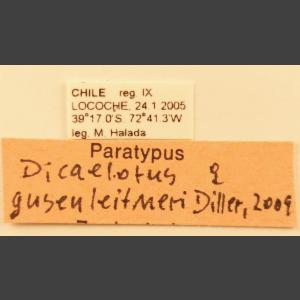 CHILE reg. IX
LOCOCHE, 24.1 2005
39°17.0'S. 72°41.3'W
leg. M. Halada
Paratypus
Dicaelotus ♀
gusenleitneri Diller, 2009